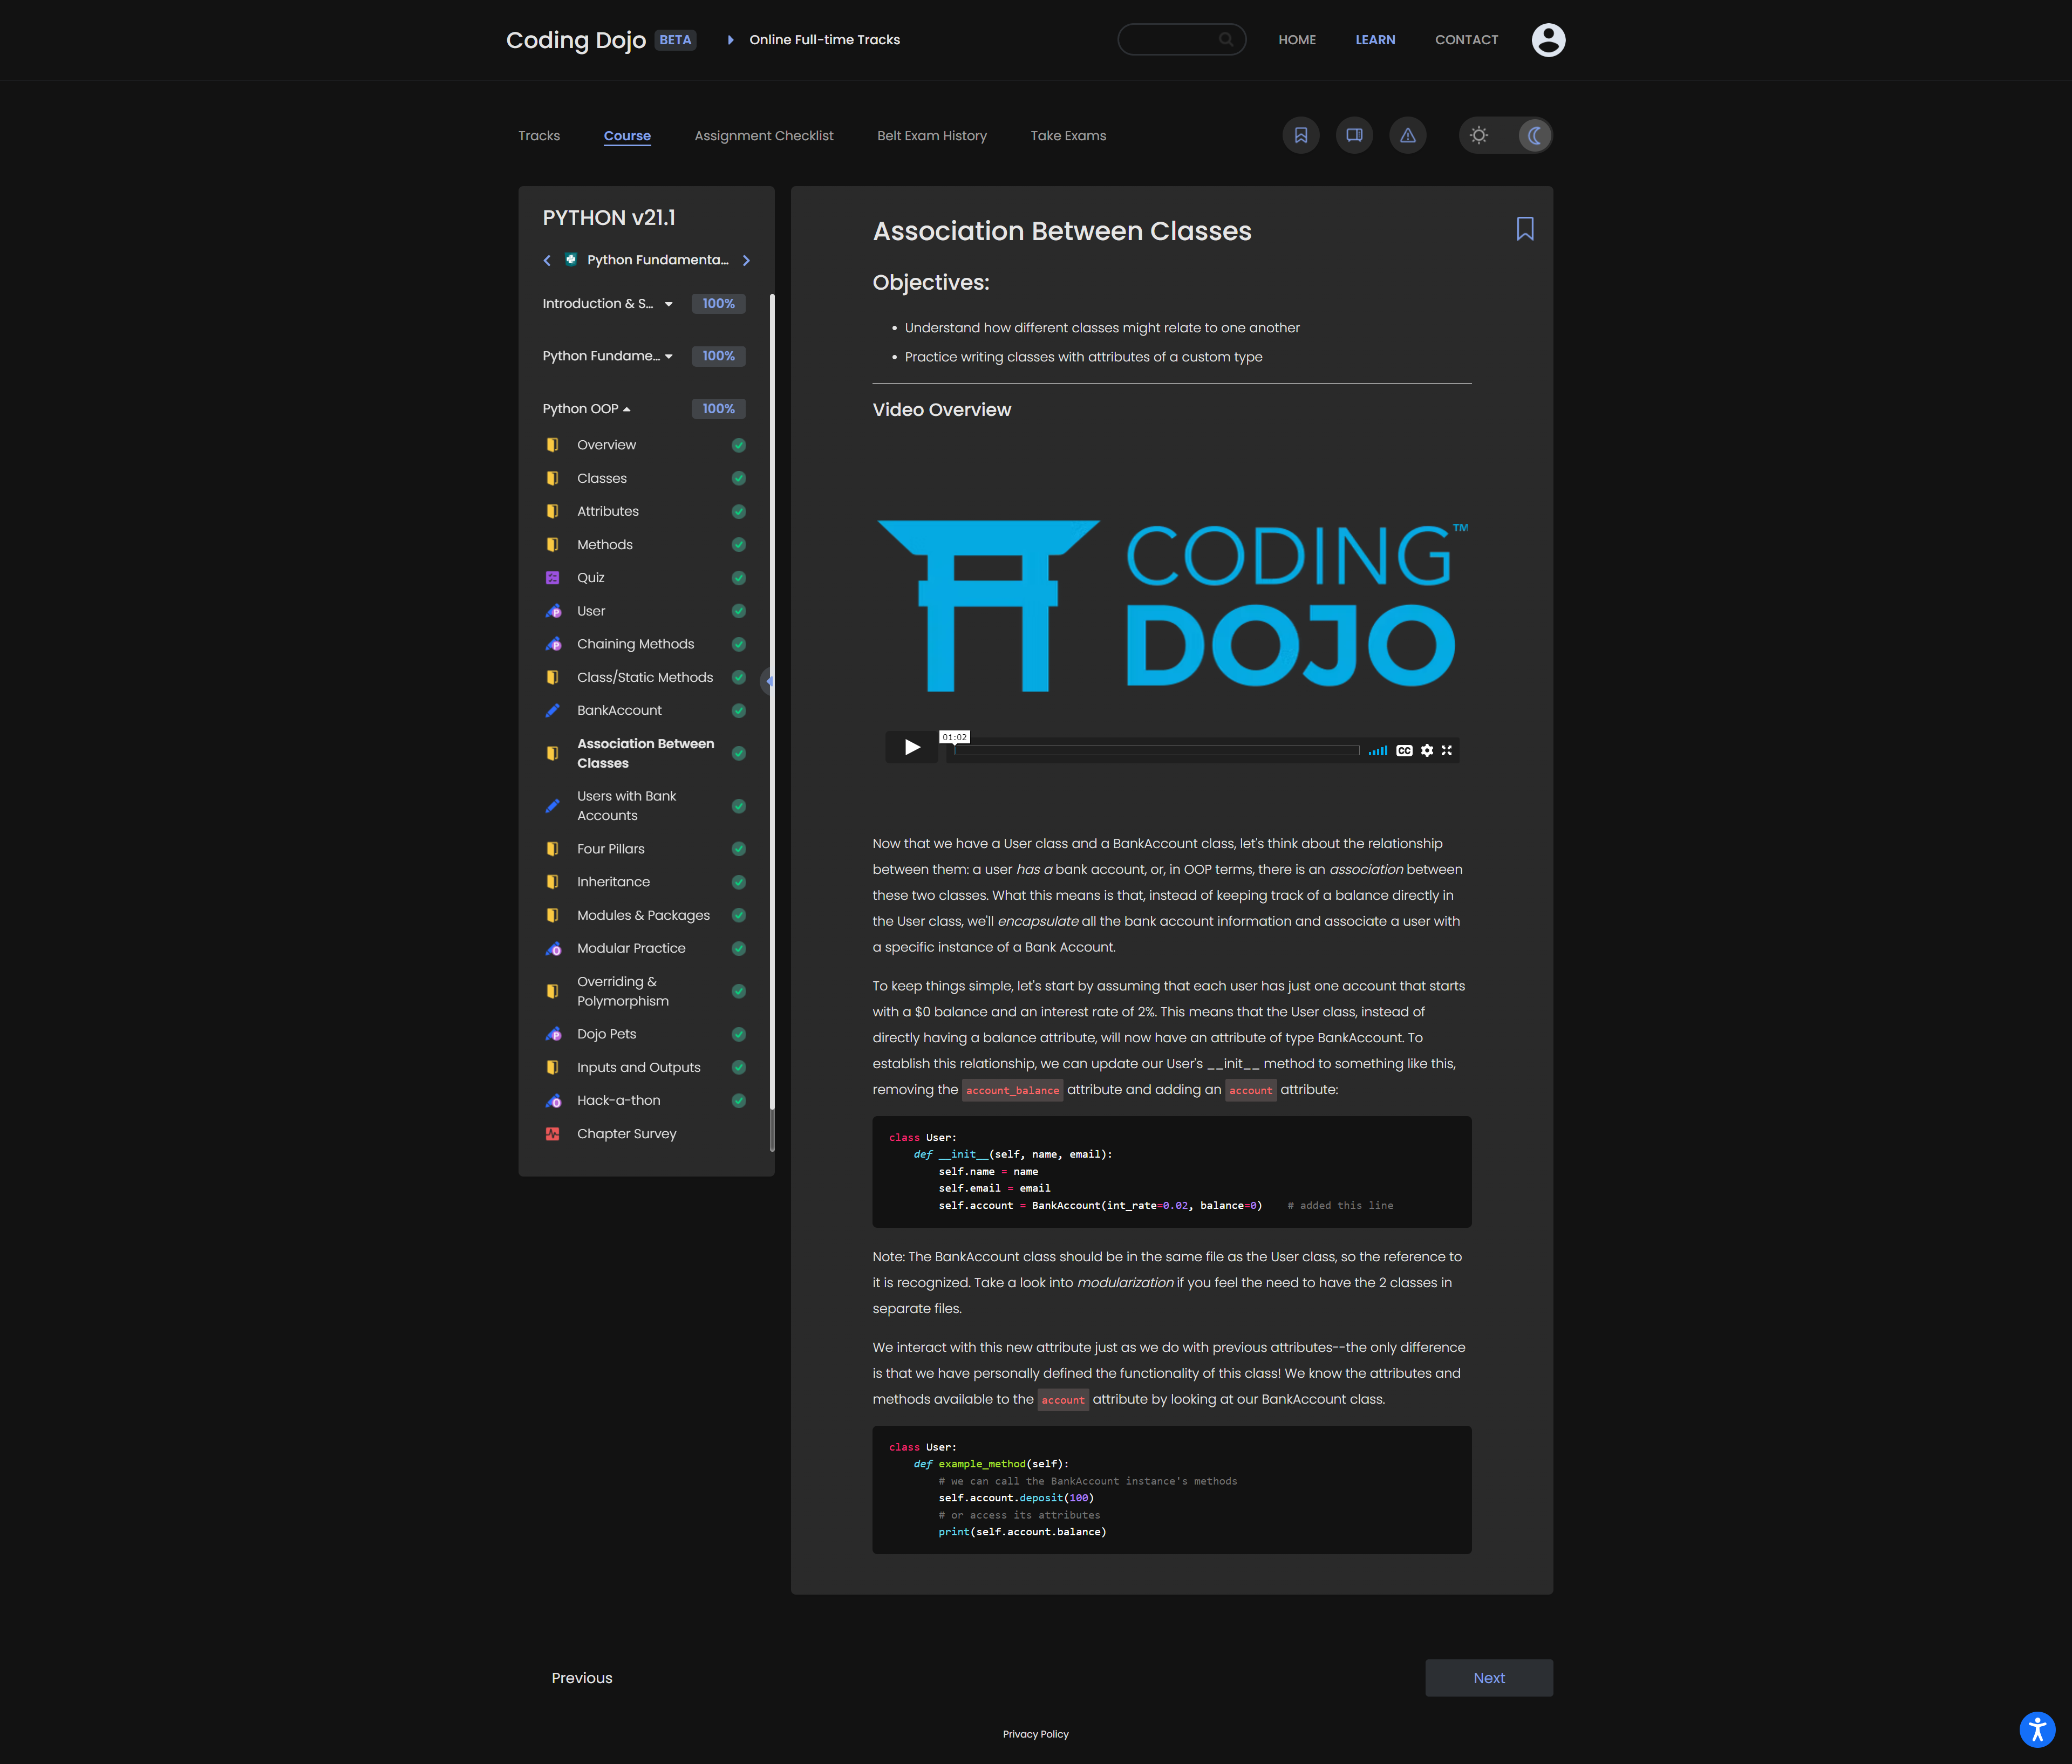 Coding Dojo BETA Online Full-time Tracks HOME LEARN CONTACT
Tracks Course Assignment Checklist Belt Exam History Take Exams
PYTHON v21.1
Python Fundamenta...
Introduction & S... 100%
Python Fundame... 100%
Python OOP 100%
Overview
Classes
Attributes
Methods
Quiz
User
Chaining Methods
Class/Static Methods
BankAccount
Association Between
Classes
Users with Bank
Accounts
Four Pillars
Inheritance
Modules & Packages
Modular Practice
Overriding &
Polymorphism
Dojo Pets
Inputs and Outputs
Hack-a-thon
Chapter Survey
Association Between Classes
Objectives:
• Understand how different classes might relate to one another
• Practice writing classes with attributes of a custom type
Video Overview
CODING™
DOJO
01:02
CC
Now that we have a User class and a BankAccount class, let's think about the relationship
between them: a user has a bank account, or, in OOP terms, there is an association between
these two classes. What this means is that, instead of keeping track of a balance directly in
the User class, we'll encapsulate all the bank account information and associate a user with
a specific instance of a Bank Account.
To keep things simple, let's start by assuming that each user has just one account that starts
with a $0 balance and an interest rate of 2%. This means that the User class, instead of
directly having a balance attribute, will now have an attribute of type BankAccount. To
establish this relationship, we can update our User's __init__ method to something like this,
removing the account_balance attribute and adding an account attribute:
class User:
    def __init__(self, name, email):
        self.name = name
        self.email = email
        self.account = BankAccount(int_rate=0.02, balance=0)    # added this line
Note: The BankAccount class should be in the same file as the User class, so the reference to
it is recognized. Take a look into modularization if you feel the need to have the 2 classes in
separate files.
We interact with this new attribute just as we do with previous attributes--the only difference
is that we have personally defined the functionality of this class! We know the attributes and
methods available to the account attribute by looking at our BankAccount class.
class User:
    def example_method(self):
        # we can call the BankAccount instance's methods
        self.account.deposit(100)
        # or access its attributes
        print(self.account.balance)
Previous Next
Privacy Policy